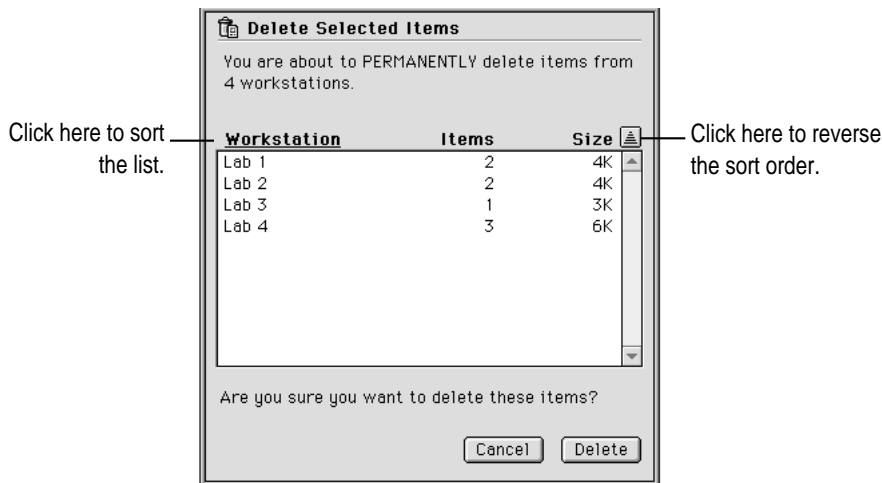 Delete Selected Items
You are about to PERMANENTLY delete items from
4 workstations.
Click here to sort
the list.
Workstation Items Size
Click here to reverse
the sort order.
Lab 1 2 4K
Lab 2 2 4K
Lab 3 1 3K
Lab 4 3 6K
Are you sure you want to delete these items?
Cancel Delete